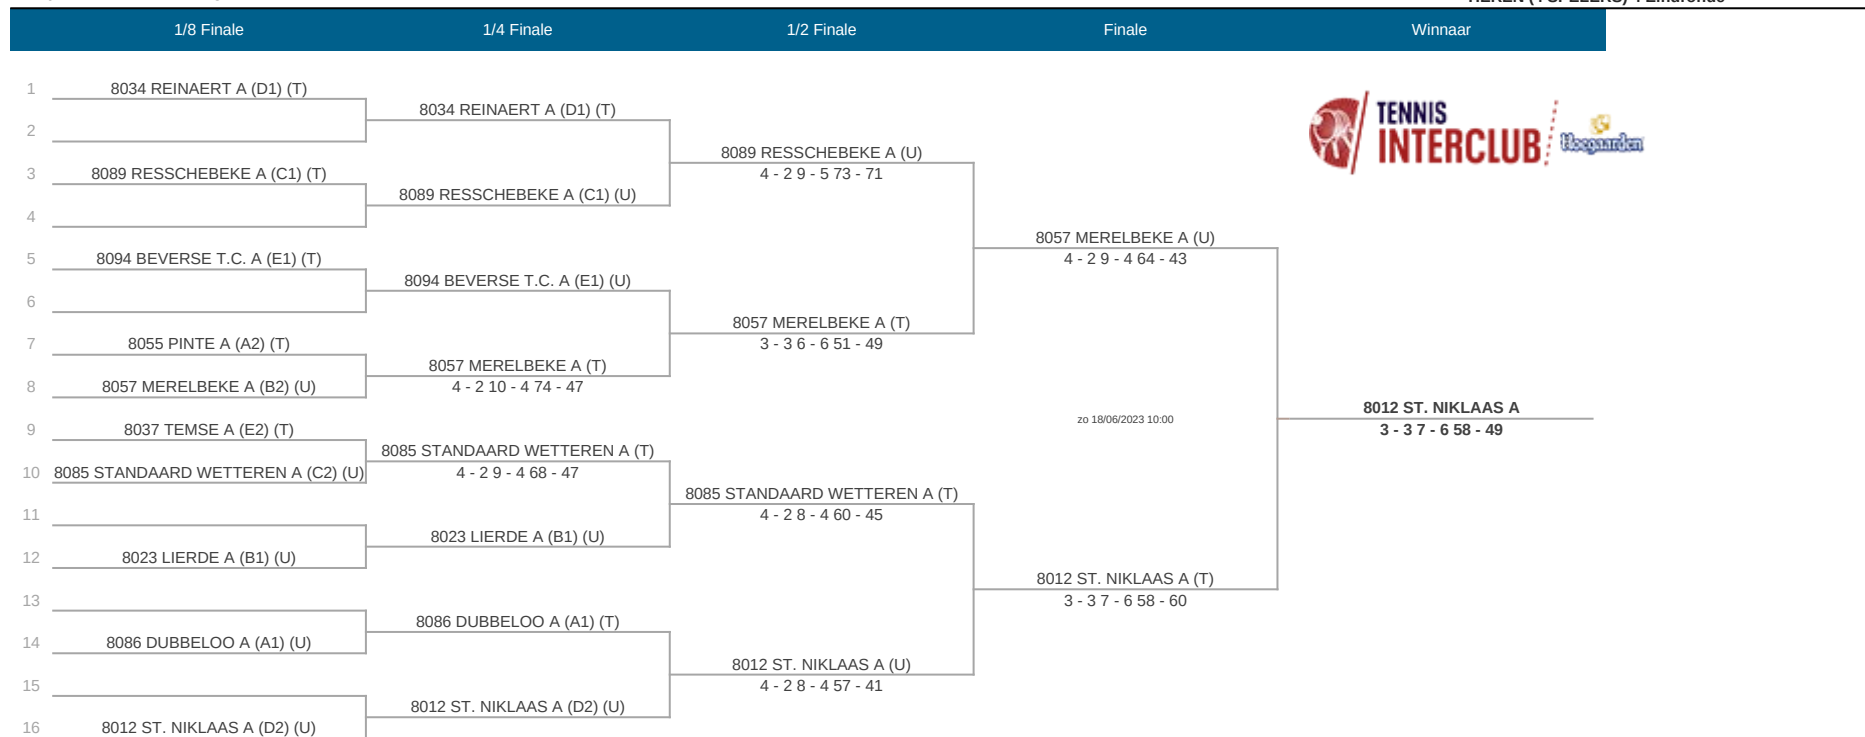 1/8 Finale 1/4 Finale 1/2 Finale Finale Winnaar
1 8034 REINAERT A (D1) (T)
8034 REINAERT A (D1) (T)
TENNIS
INTERCLUB
Hoegaarden
2
8089 RESSCHEBEKE A (U)
3 8089 RESSCHEBEKE A (C1) (T)
4 - 2 9 - 5 73 - 71
8089 RESSCHEBEKE A (C1) (U)
4
8057 MERELBEKE A (U)
5 8094 BEVERSE T.C. A (E1) (T)
4 - 2 9 - 4 64 - 43
8094 BEVERSE T.C. A (E1) (U)
6
8057 MERELBEKE A (T)
7 8055 PINTE A (A2) (T)
3 - 3 6 - 6 51 - 49
8057 MERELBEKE A (T)
8 8057 MERELBEKE A (B2) (U)
4 - 2 10 - 4 74 - 47
8012 ST. NIKLAAS A
zo 18/06/2023 10:00
9 8037 TEMSE A (E2) (T)
3 - 3 7 - 6 58 - 49
8085 STANDAARD WETTEREN A (T)
10 8085 STANDAARD WETTEREN A (C2) (U)
4 - 2 9 - 4 68 - 47
8085 STANDAARD WETTEREN A (T)
11
4 - 2 8 - 4 60 - 45
8023 LIERDE A (B1) (U)
12 8023 LIERDE A (B1) (U)
8012 ST. NIKLAAS A (T)
13
3 - 3 7 - 6 58 - 60
8086 DUBBELOO A (A1) (T)
14 8086 DUBBELOO A (A1) (U)
8012 ST. NIKLAAS A (U)
15
4 - 2 8 - 4 57 - 41
8012 ST. NIKLAAS A (D2) (U)
16 8012 ST. NIKLAAS A (D2) (U)